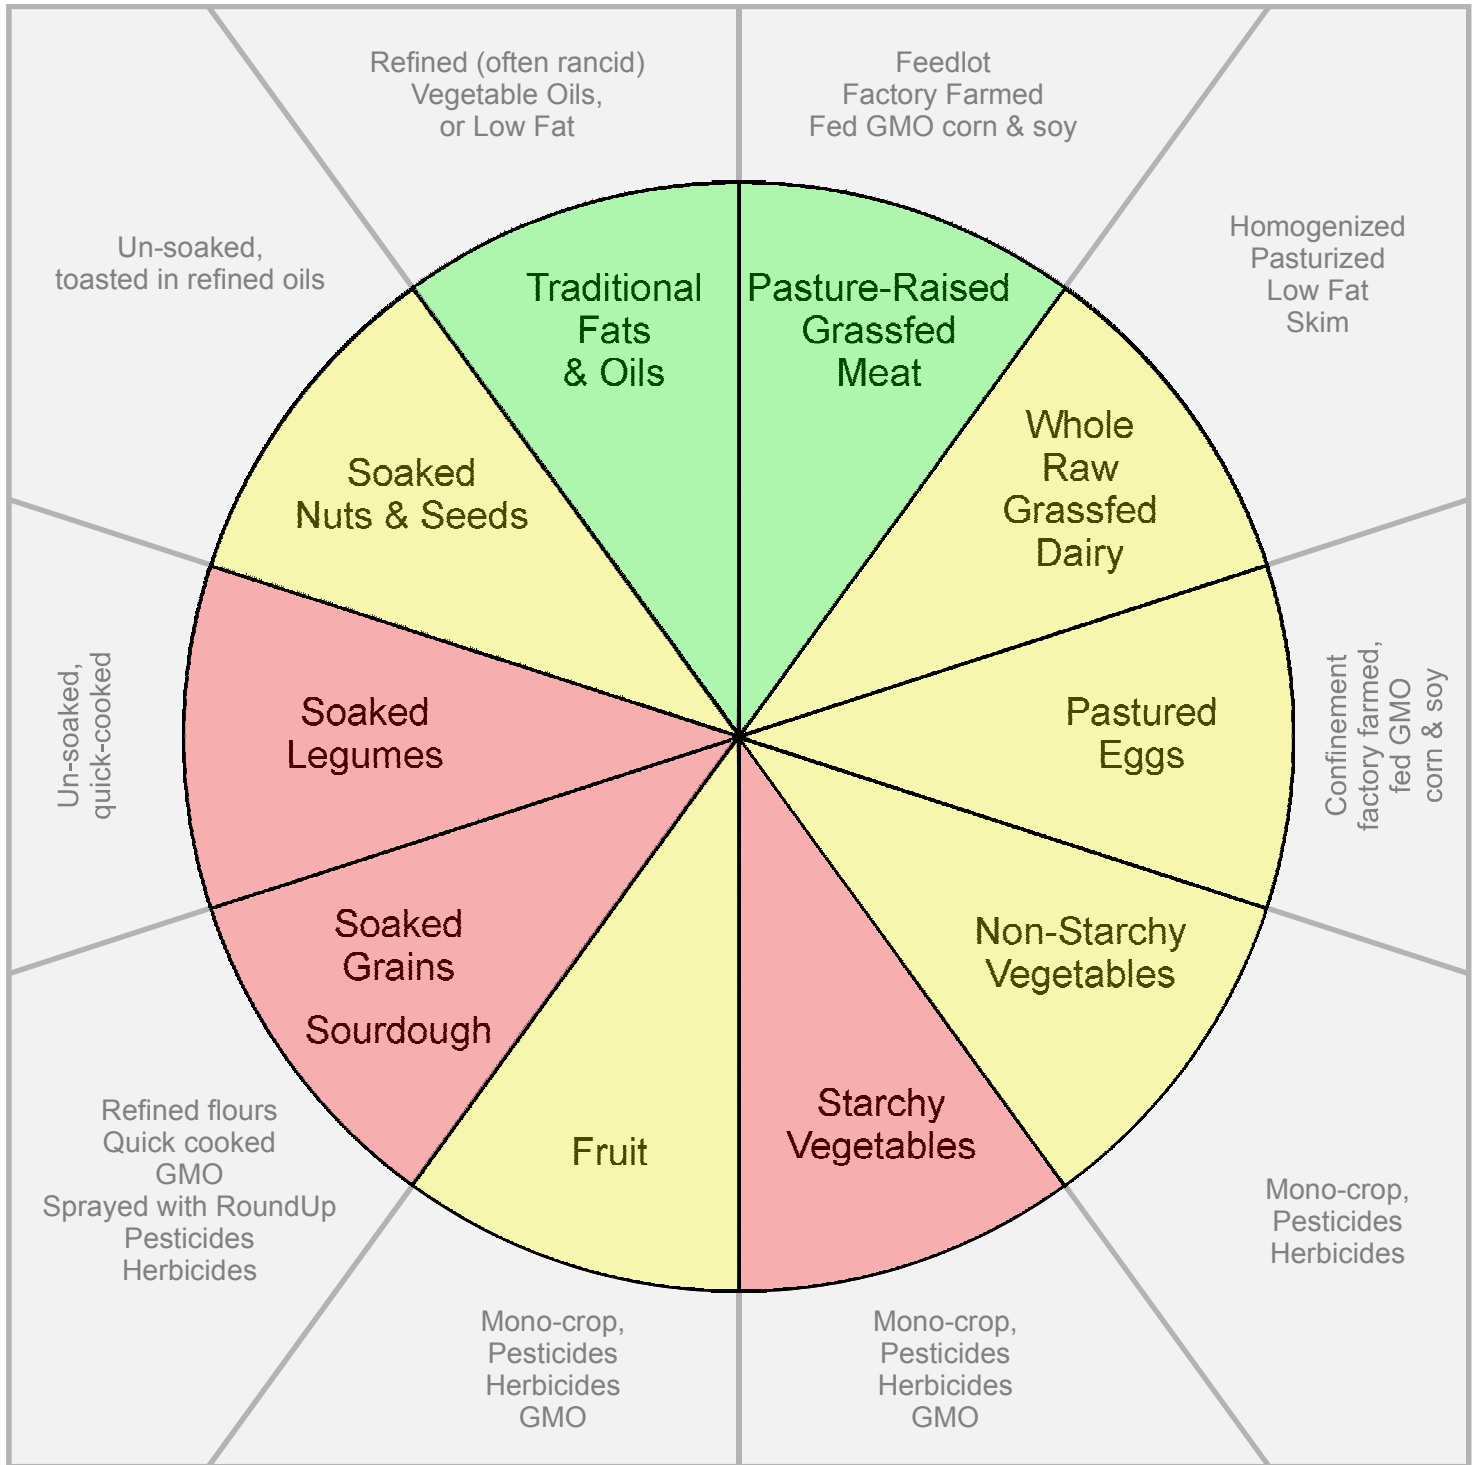 Refined (often rancid)
Vegetable Oils,
or Low Fat
Feedlot
Factory Farmed
Fed GMO corn & soy
Un-soaked,
toasted in refined oils
Homogenized
Pasturized
Low Fat
Skim
Traditional
Fats
& Oils
Pasture-Raised
Grassfed
Meat
Soaked
Nuts & Seeds
Whole
Raw
Grassfed
Dairy
Un-soaked,
quick-cooked
Soaked
Legumes
Pastured
Eggs
Confinement
factory farmed,
fed GMO
corn & soy
Soaked
Grains
Sourdough
Non-Starchy
Vegetables
Fruit
Starchy
Vegetables
Refined flours
Quick cooked
GMO
Sprayed with RoundUp
Pesticides
Herbicides
Mono-crop,
Pesticides
Herbicides
Mono-crop,
Pesticides
Herbicides
GMO
Mono-crop,
Pesticides
Herbicides
GMO